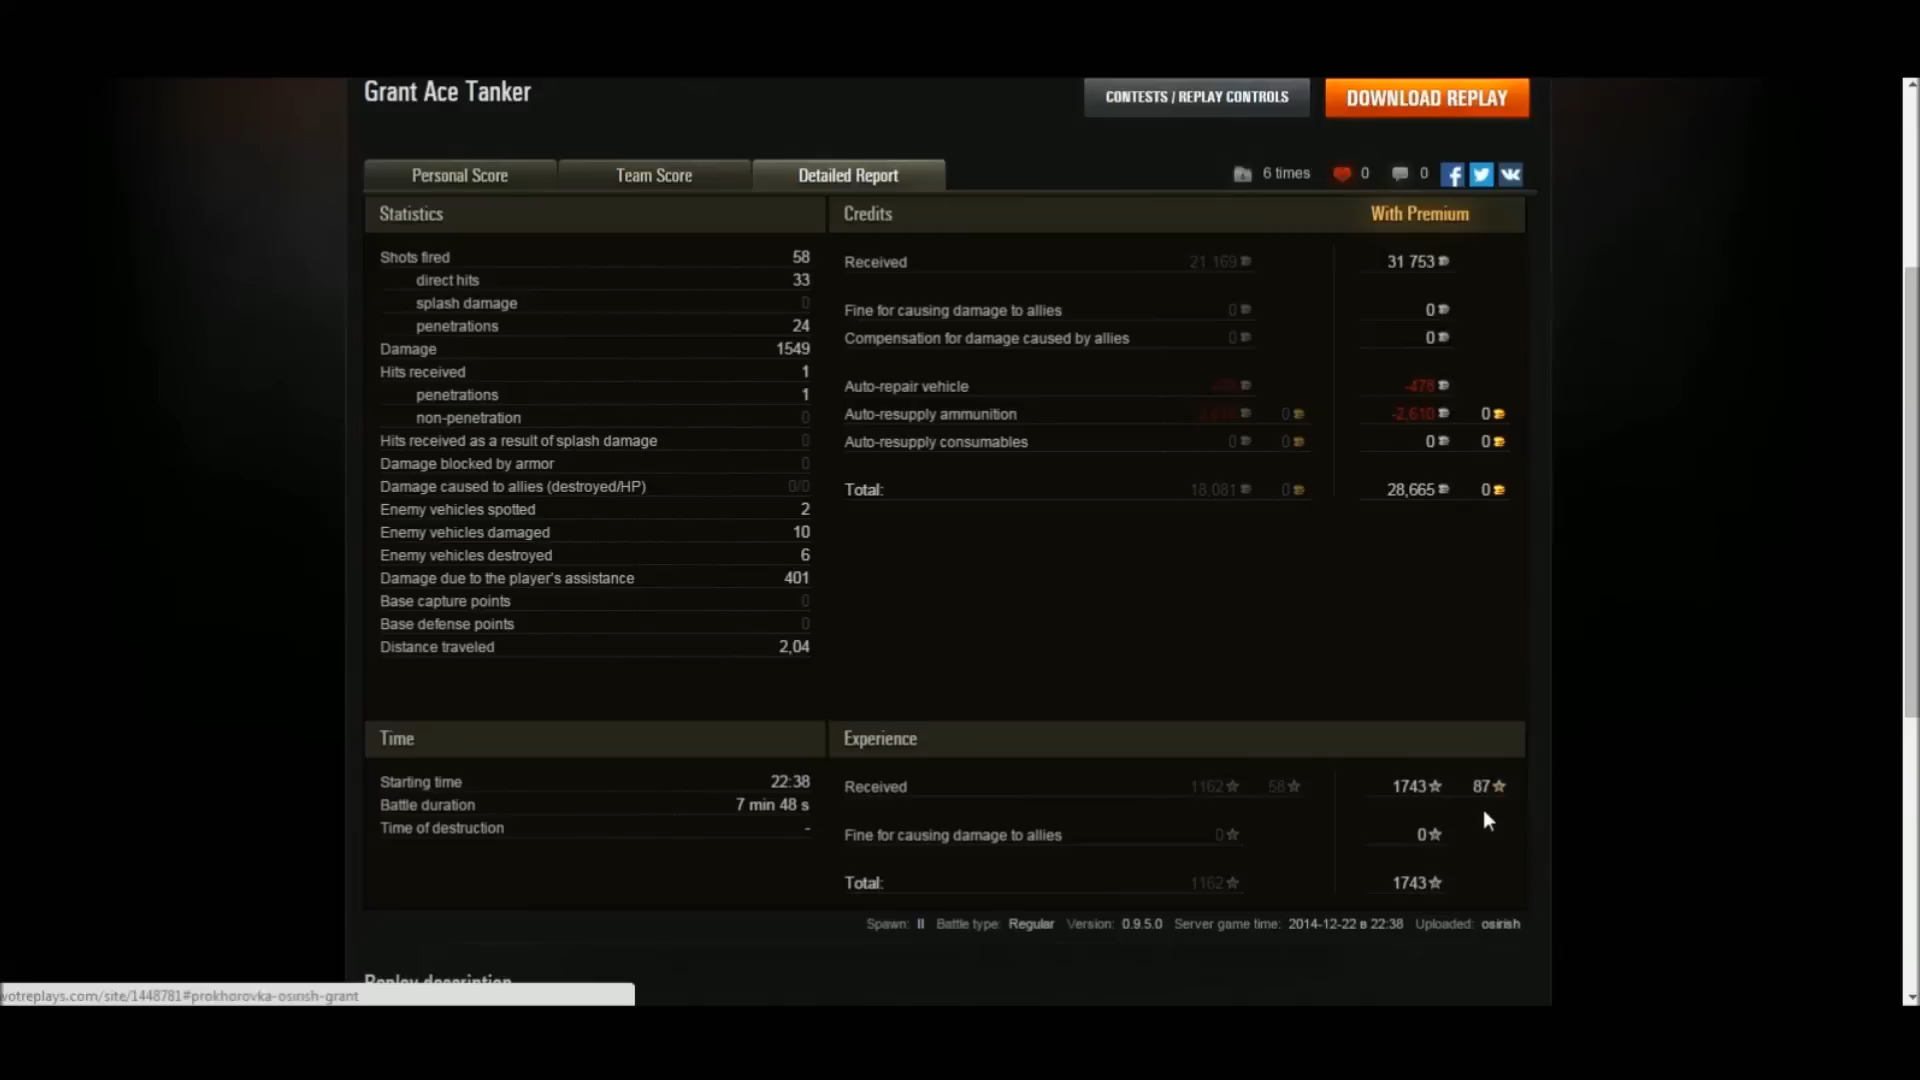 Grant Ace Tanker
CONTESTS / REPLAY CONTROLS
DOWNLOAD REPLAY
Personal Score
Team Score
Detailed Report
6 times
0
0
Statistics
Credits
With Premium
Shots fired 58
direct hits 33
splash damage 0
penetrations 24
Damage 1549
Hits received 1
penetrations 1
non-penetration 0
Hits received as a result of splash damage 0
Damage blocked by armor 0
Damage caused to allies (destroyed/HP) 0/0
Enemy vehicles spotted 2
Enemy vehicles damaged 10
Enemy vehicles destroyed 6
Damage due to the player's assistance 401
Base capture points 0
Base defense points 0
Distance traveled 2,04
Received 21 169 31 753
Fine for causing damage to allies 0 0
Compensation for damage caused by allies 0 0
Auto-repair vehicle -478
Auto-resupply ammunition 0 -2,610 0
Auto-resupply consumables 0 0 0 0
Total: 18,081 0 28,665 0
Time
Experience
Starting time 22:38
Battle duration 7 min 48 s
Time of destruction -
Received 1162 58 1743 87
Fine for causing damage to allies 0 0
Total: 1162 1743
Spawn: II Battle type: Regular Version: 0.9.5.0 Server game time: 2014-12-22 в 22:38 Uploaded: osirish
Replay description
wotreplays.com/site/1448781#prokhorovka-osirish-grant